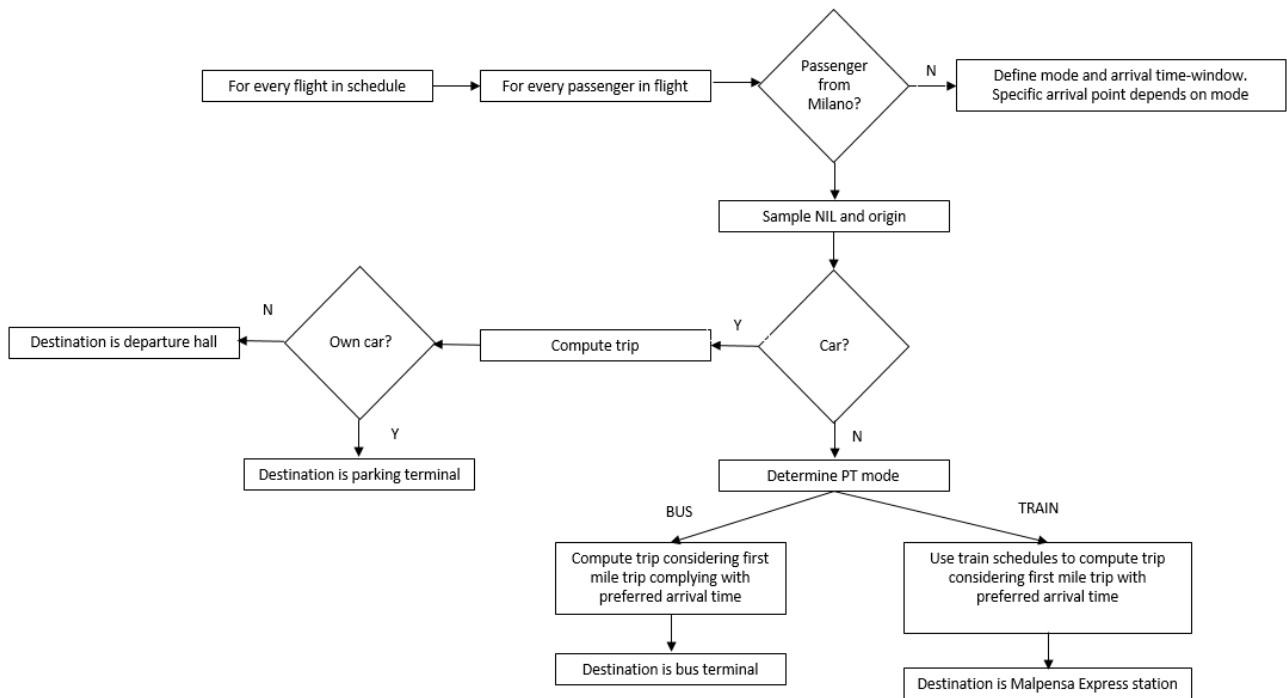 For every flight in schedule
For every passenger in flight
Passenger
from
Milano?
N
Define mode and arrival time-window.
Specific arrival point depends on mode
Sample NIL and origin
Car?
Y
Compute trip
Own car?
N
Destination is departure hall
Y
Destination is parking terminal
N
Determine PT mode
BUS
TRAIN
Compute trip considering first
mile trip complying with
preferred arrival time
Use train schedules to compute trip
considering first mile trip with
preferred arrival time
Destination is bus terminal
Destination is Malpensa Express station